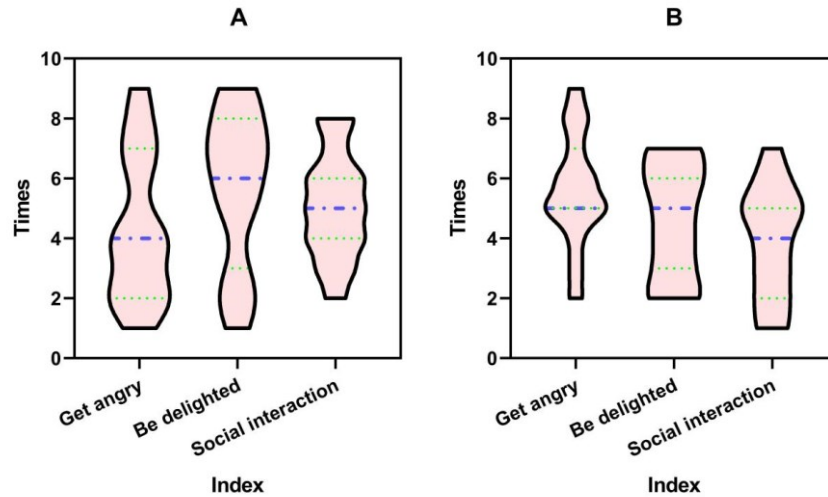 A
10
8
6
4
2
0
Times
Get angry
Be delighted
Social interaction
Index
B
10
8
6
4
2
0
Times
Get angry
Be delighted
Social interaction
Index